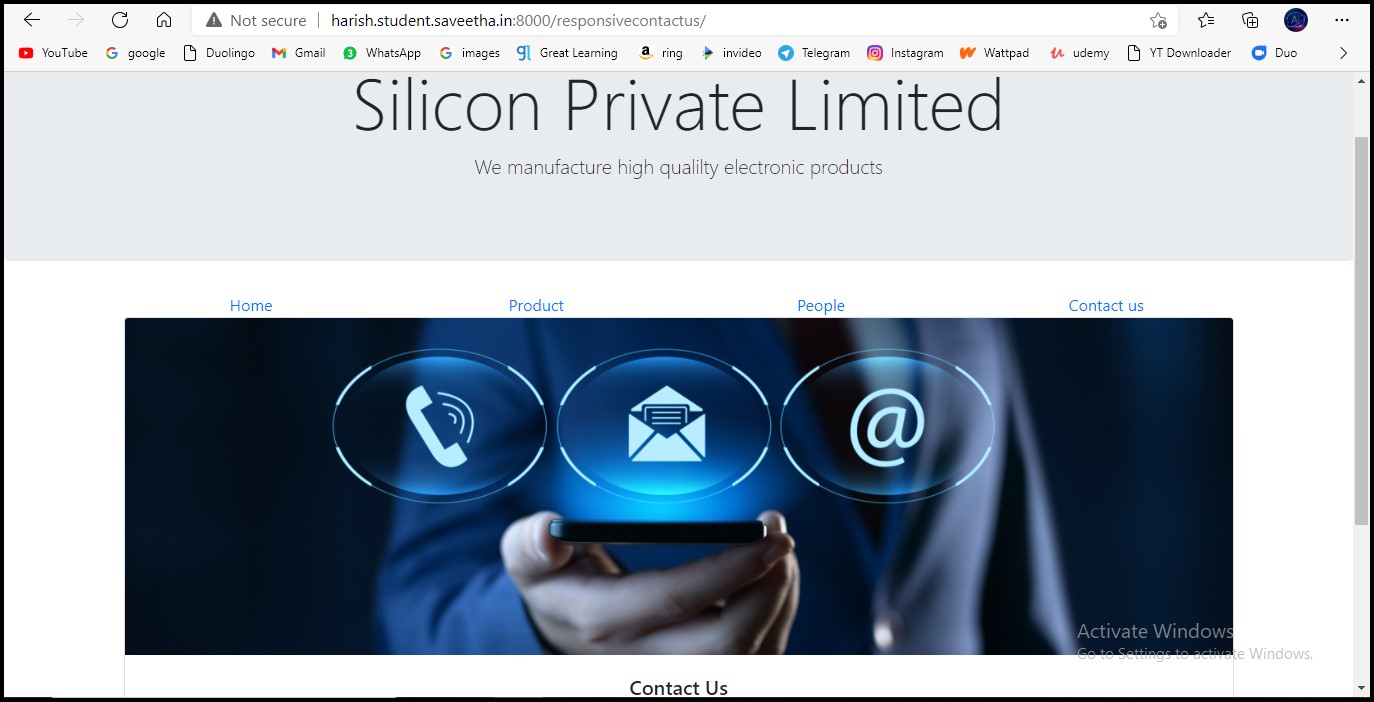 Not secure harish.student.saveetha.in:8000/responsivecontactus/
YouTube google Duolingo Gmail WhatsApp images Great Learning ring invideo Telegram Instagram Wattpad udemy YT Downloader Duo
Silicon Private Limited
We manufacture high qualilty electronic products
Home Product People Contact us
@
Activate Windows
Go to Settings to activate Windows.
Contact Us